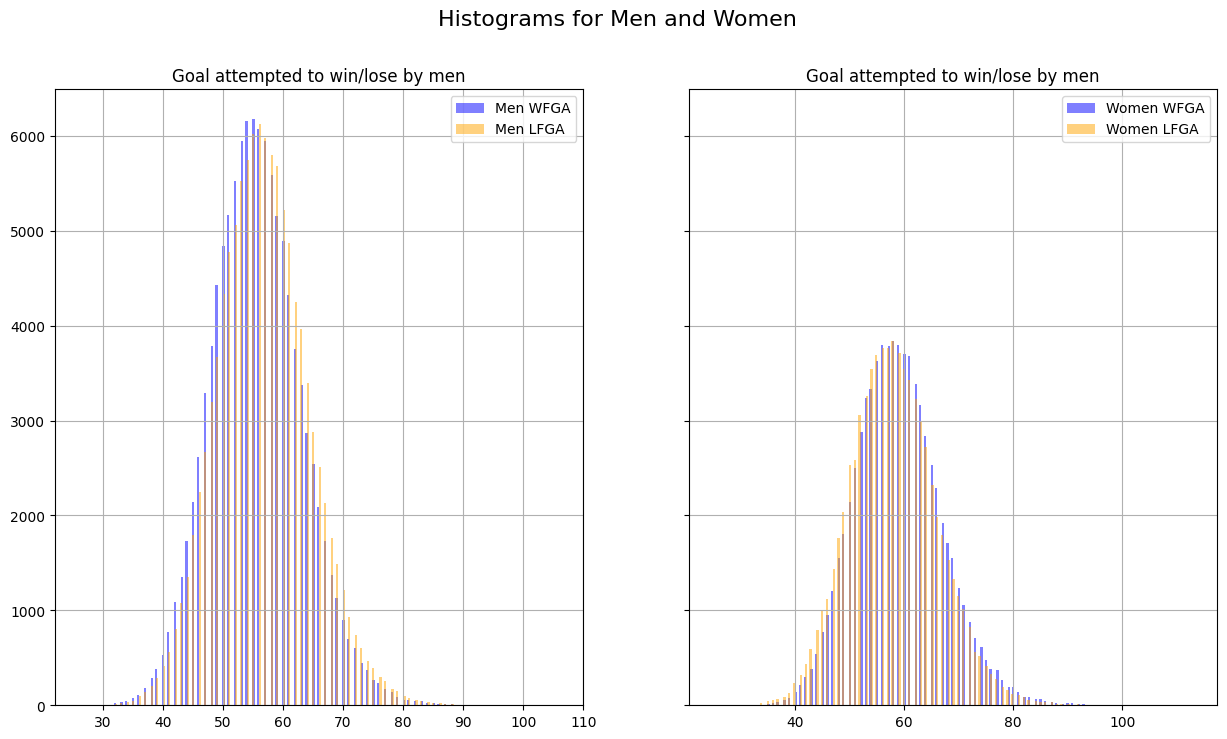 Histograms for Men and Women
Goal attempted to win/lose by men
Men WFGA
Men LFGA
6000
5000
4000
3000
2000
1000
0
30 40 50 60 70 80 90 100 110
Goal attempted to win/lose by men
Women WFGA
Women LFGA
40 60 80 100